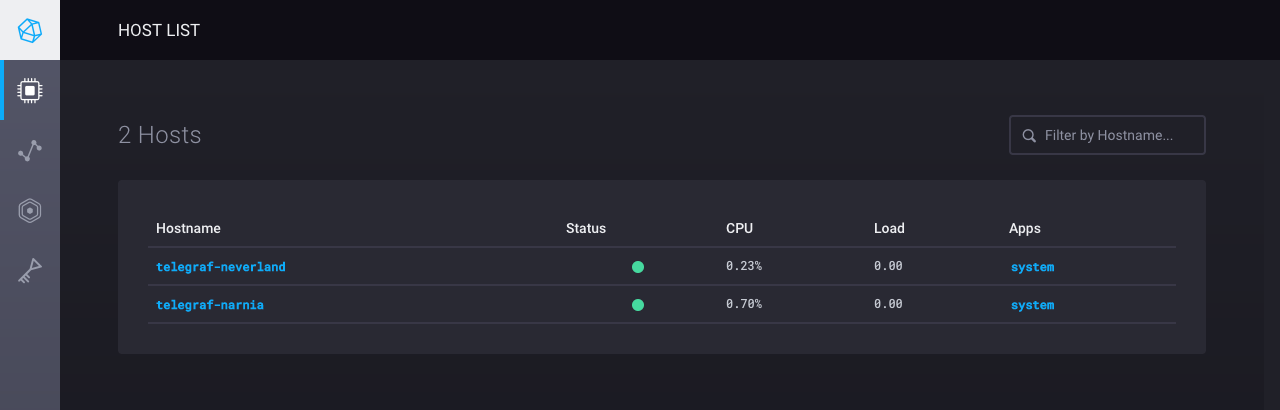 HOST LIST
2 Hosts
Filter by Hostname...
Hostname Status CPU Load Apps
telegraf-neverland 0.23% 0.00 system
telegraf-narnia 0.70% 0.00 system